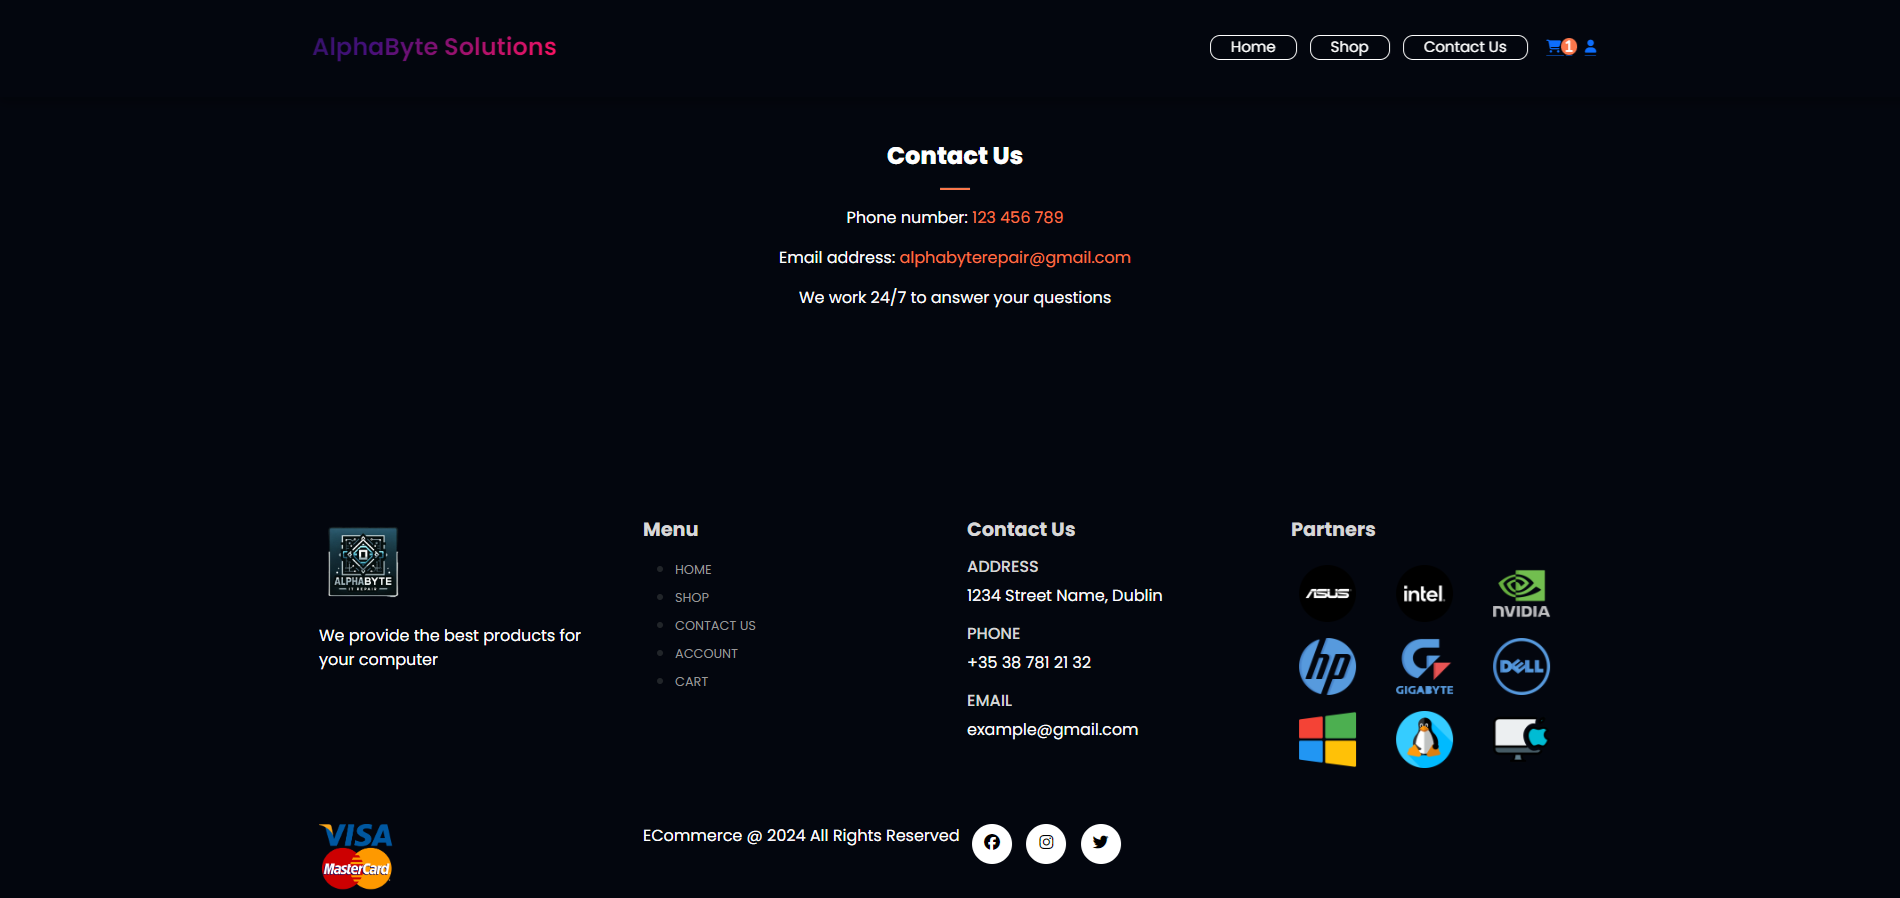 AlphaByte Solutions
Home
Shop
Contact Us
1
Contact Us
Phone number: 123 456 789
Email address: alphabyterepair@gmail.com
We work 24/7 to answer your questions
ALPHABYTE
IT REPAIR
We provide the best products for
your computer
Menu
HOME
SHOP
CONTACT US
ACCOUNT
CART
Contact Us
ADDRESS
1234 Street Name, Dublin
PHONE
+35 38 781 21 32
EMAIL
example@gmail.com
Partners
ASUS
intel.
NVIDIA
hp
GIGABYTE
DELL
VISA
MasterCard
ECommerce @ 2024 All Rights Reserved